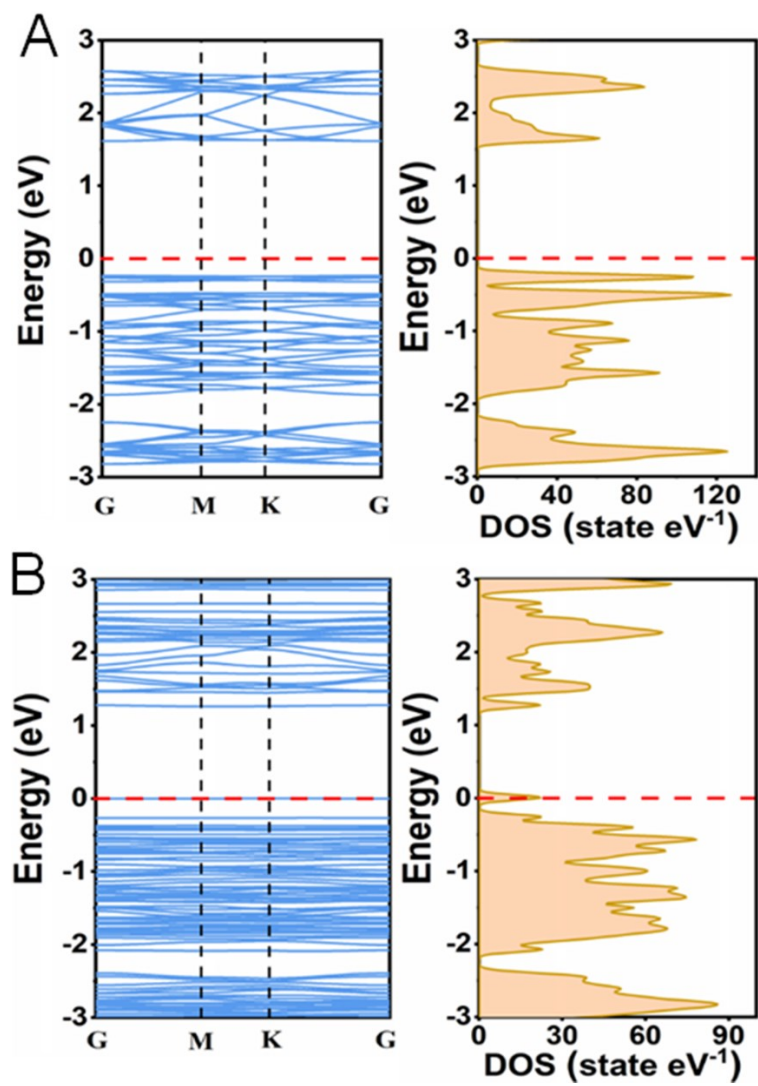 A
3
2
1
0
-1
-2
-3
Energy (eV)
G M K G
3
2
1
0
-1
-2
-3
Energy (eV)
0 40 80 120
DOS (state eV⁻¹)
B
3
2
1
0
-1
-2
-3
Energy (eV)
G M K G
3
2
1
0
-1
-2
-3
Energy (eV)
0 30 60 90
DOS (state eV⁻¹)